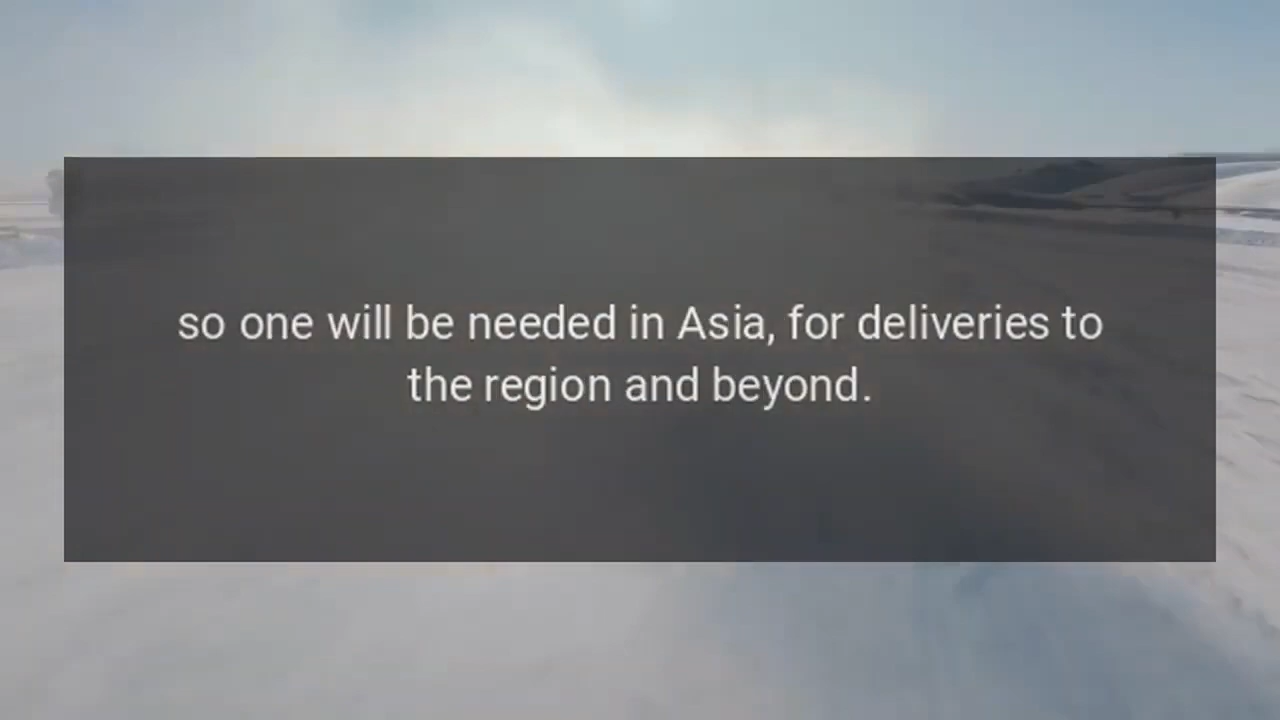 so one will be needed in Asia, for deliveries to
the region and beyond.